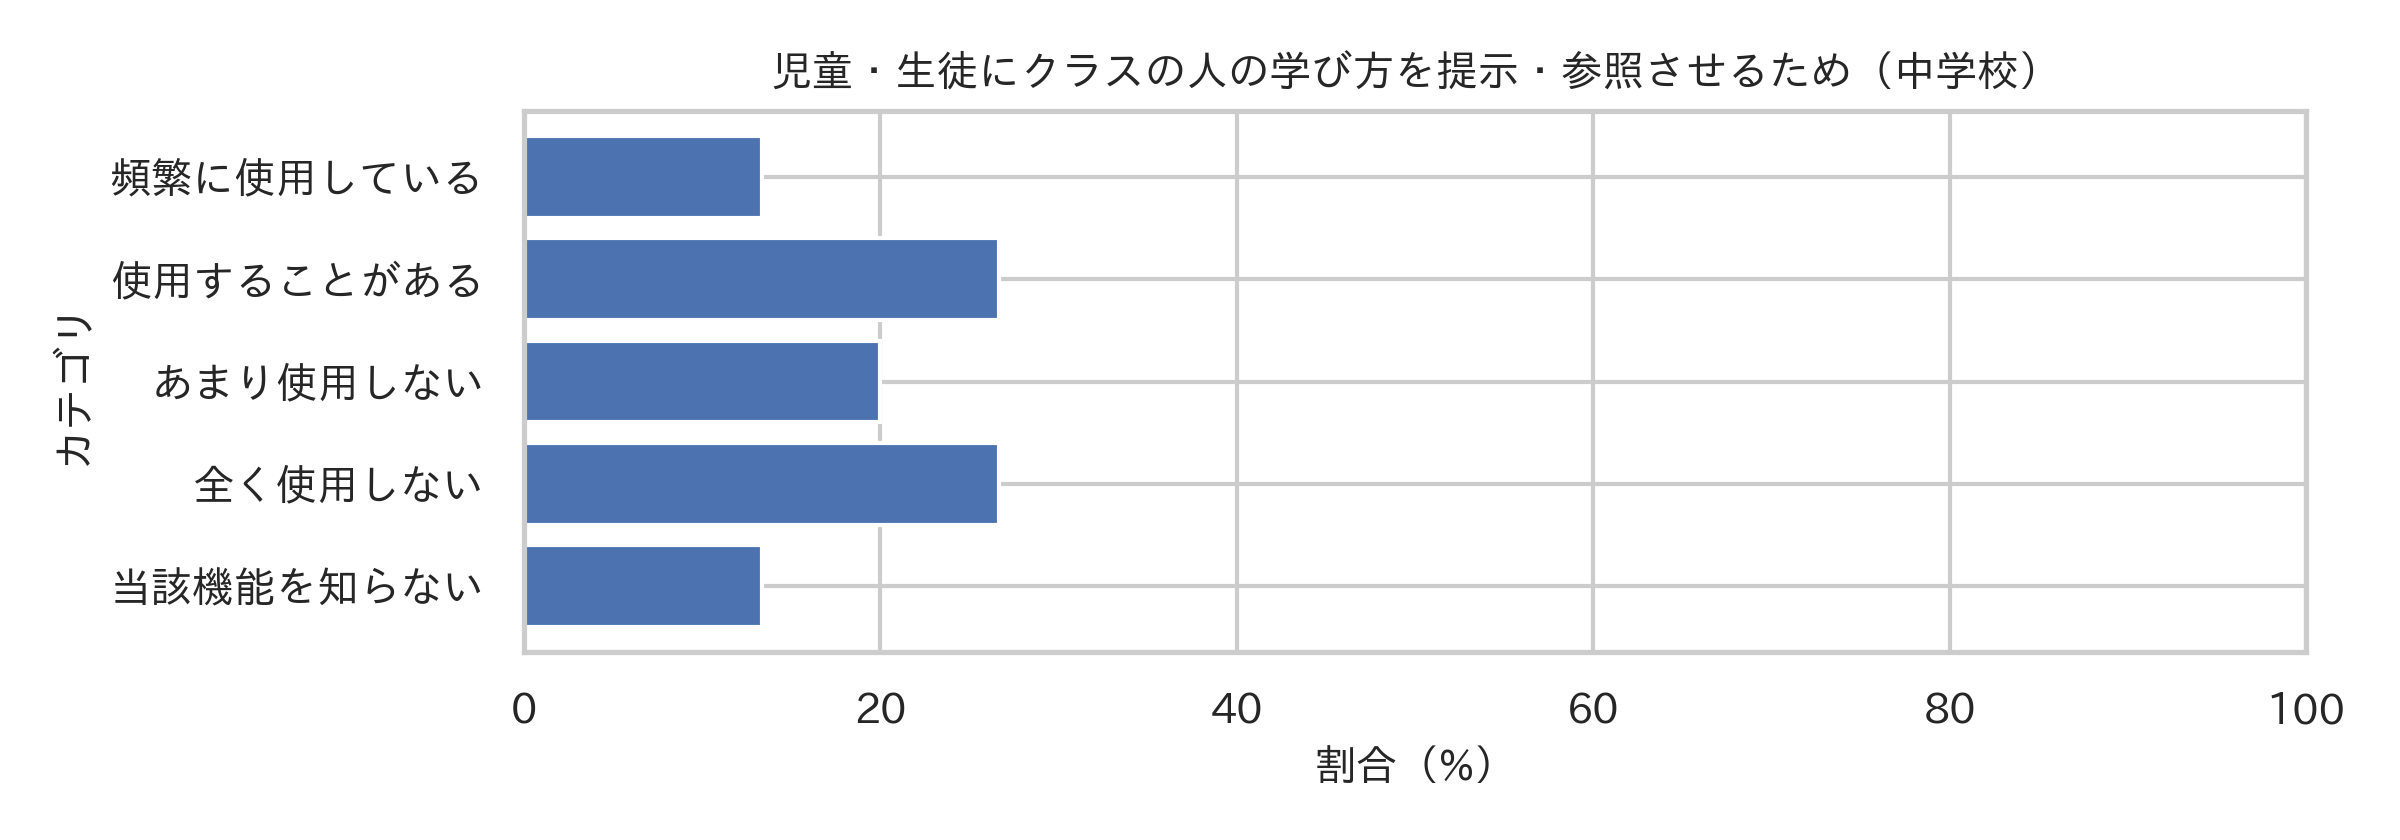 児童・生徒にクラスの人の学び方を提示・参照させるため（中学校）
カテゴリ
頻繁に使用している
使用することがある
あまり使用しない
全く使用しない
当該機能を知らない
0 20 40 60 80 100
割合（%）